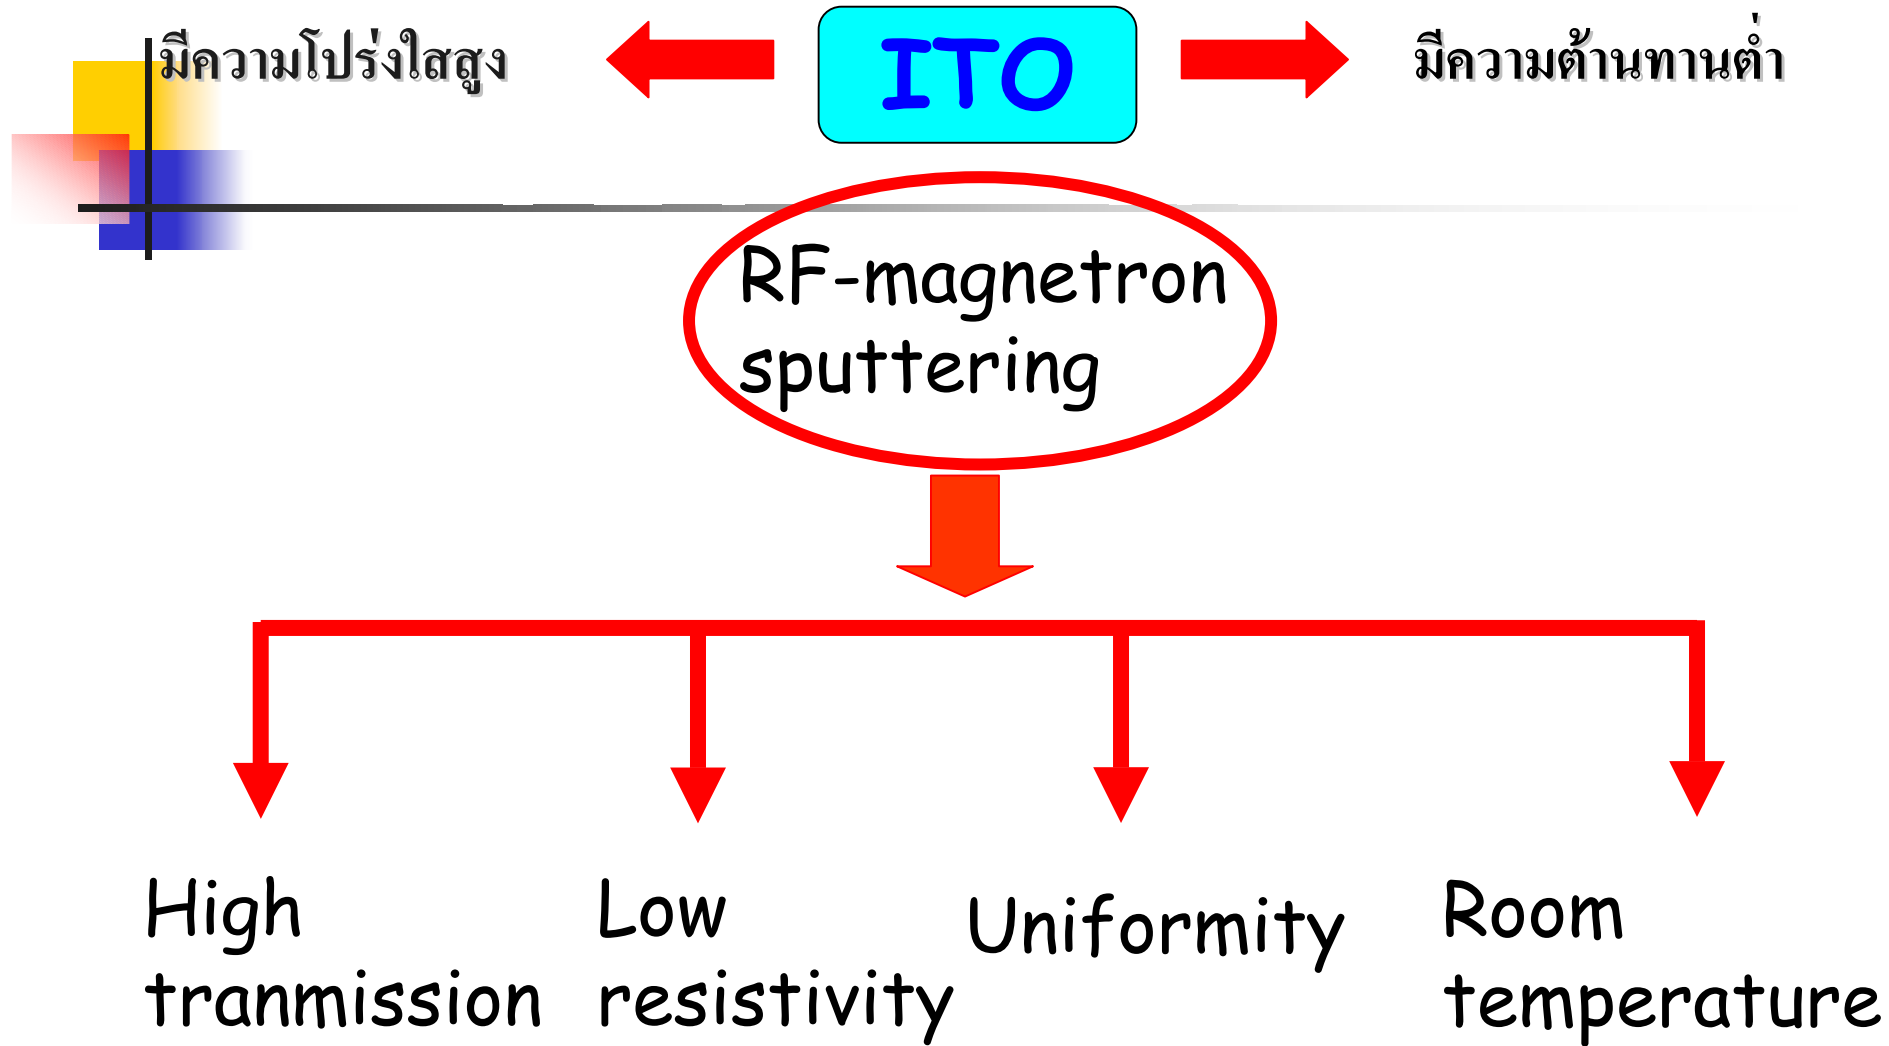 มีความโปร่งใสสูง
ITO
มีความต้านทานต่ำ
RF-magnetron
sputtering
High
tranmission
Low
resistivity
Uniformity
Room
temperature